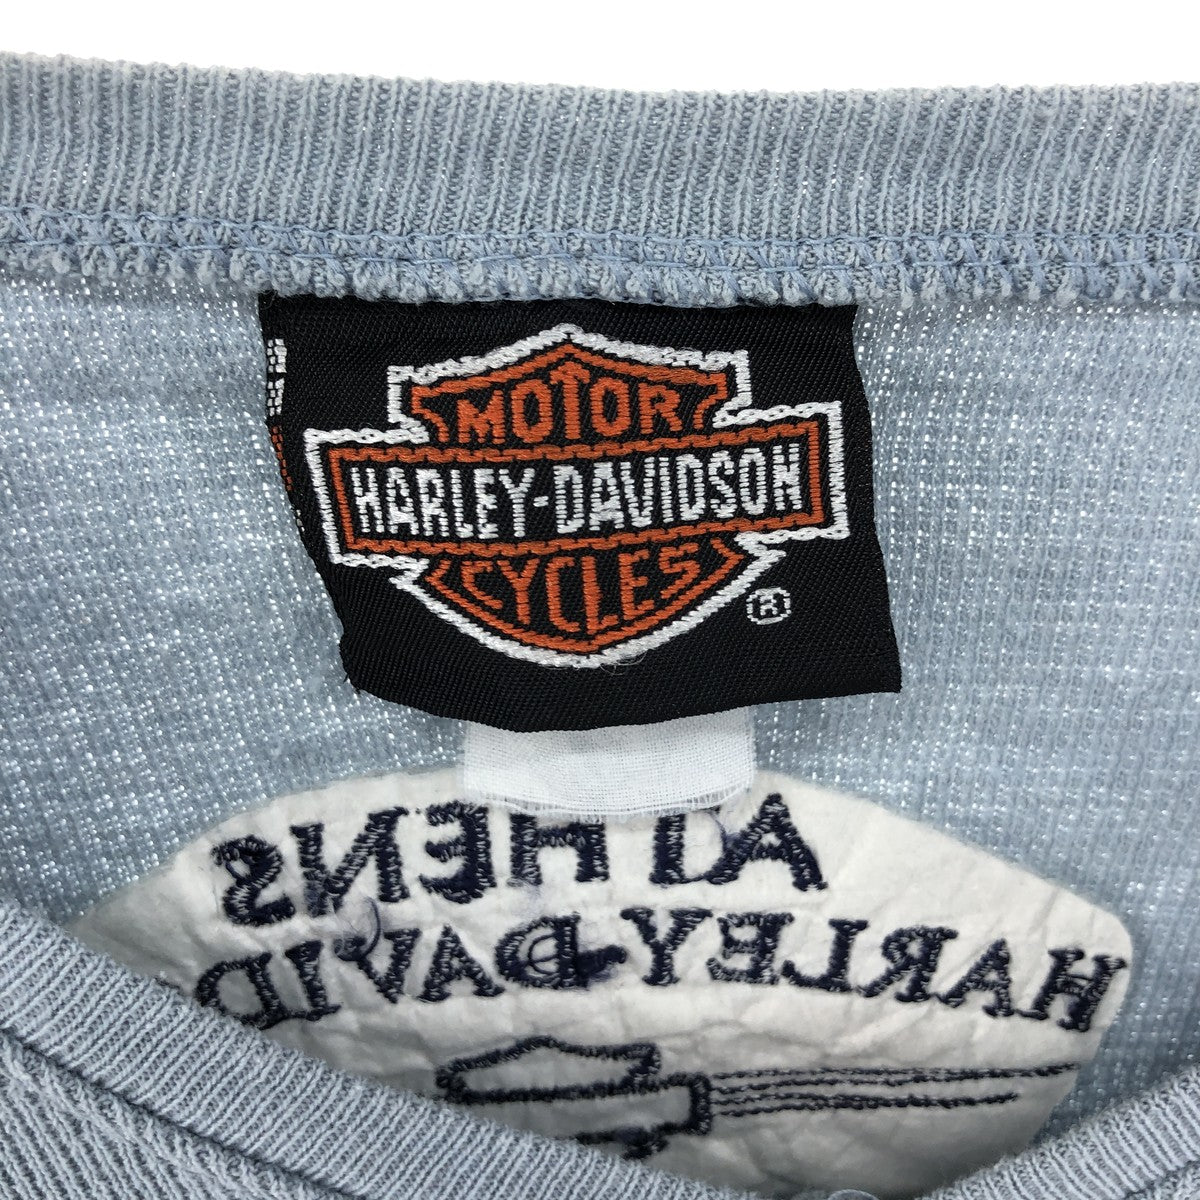 MOTOR
HARLEY-DAVIDSON
CYCLES
®
ATHENS
HARLEY-DAVID